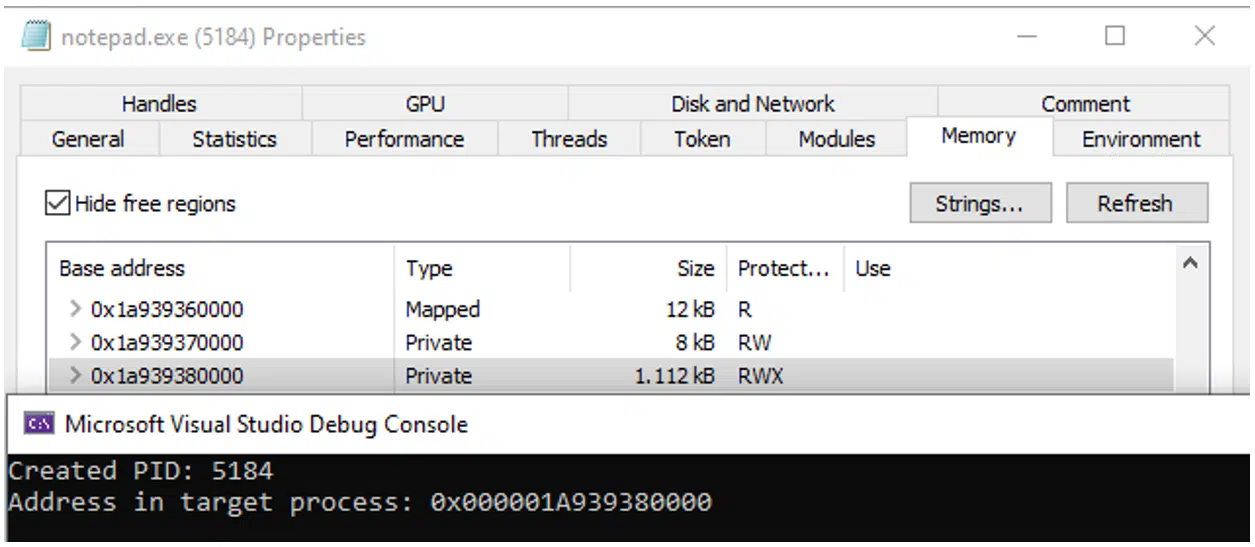 notepad.exe (5184) Properties
Handles GPU Disk and Network Comment
General Statistics Performance Threads Token Modules Memory Environment
Hide free regions Strings... Refresh
Base address Type Size Protect... Use
0x1a939360000 Mapped 12 kB R
0x1a939370000 Private 8 kB RW
0x1a939380000 Private 1.112 kB RWX
C:\ Microsoft Visual Studio Debug Console
Created PID: 5184
Address in target process: 0x000001A939380000